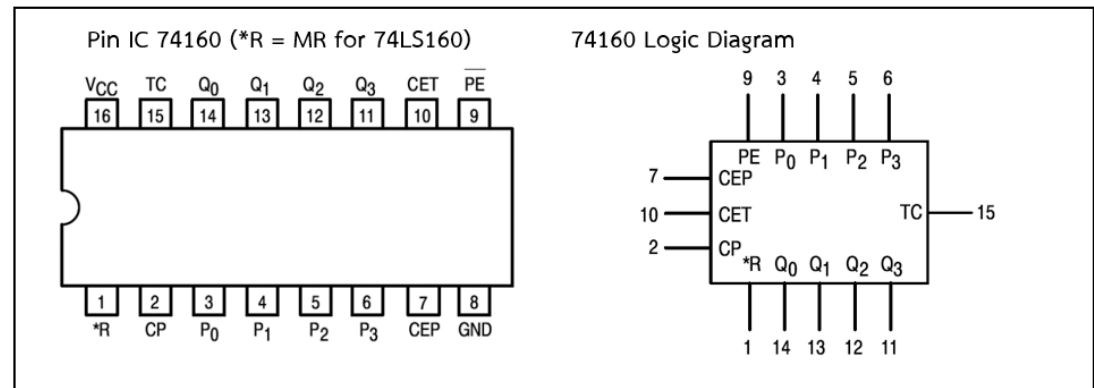 Pin IC 74160 (*R = MR for 74LS160)
VCC TC Q0 Q1 Q2 Q3 CET P̅E̅
16 15 14 13 12 11 10 9
1 2 3 4 5 6 7 8
*R CP P0 P1 P2 P3 CEP GND
74160 Logic Diagram
9 3 4 5 6
PE P0 P1 P2 P3
7 CEP
10 CET TC 15
2 CP
*R Q0 Q1 Q2 Q3
1 14 13 12 11